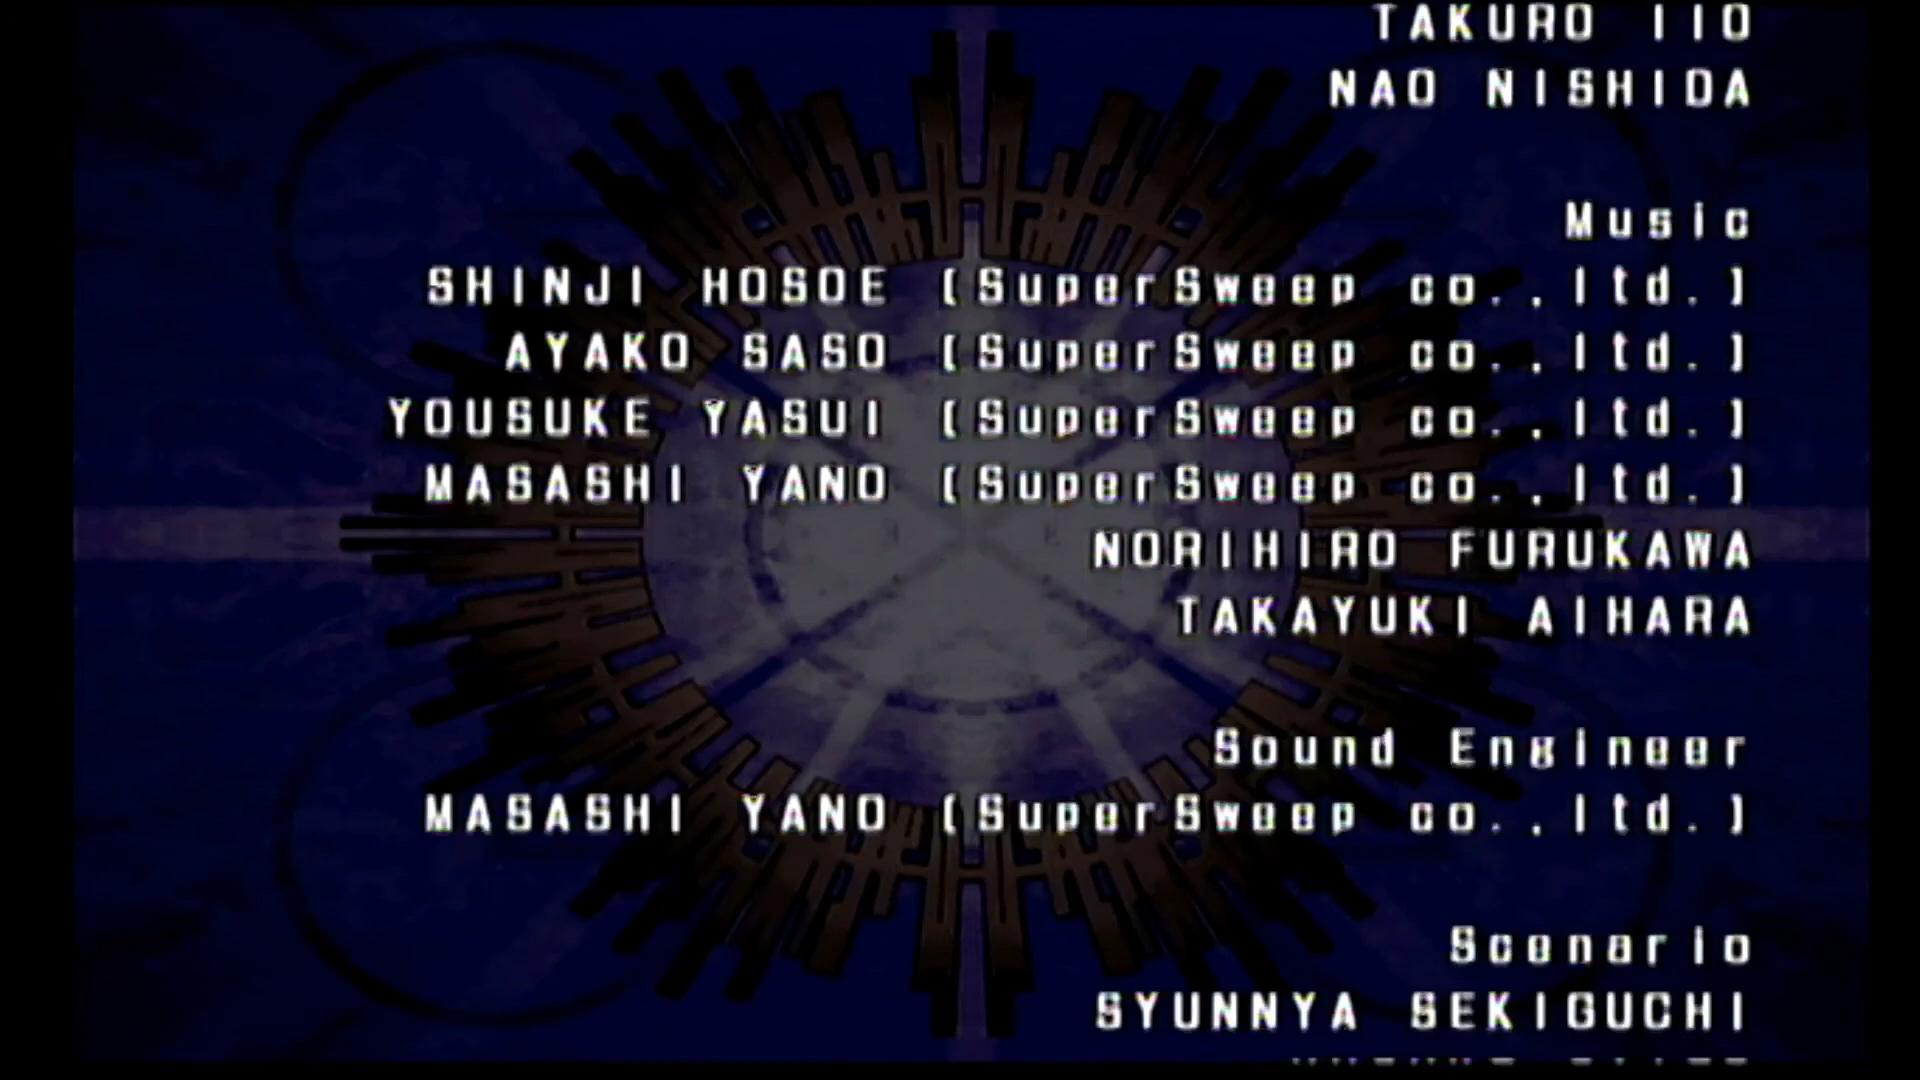 TAKURO IIO
NAO NISHIDA
Music
SHINJI HOSOE (SuperSweep co.,ltd.)
AYAKO SASO (SuperSweep co.,ltd.)
YOUSUKE YASUI (SuperSweep co.,ltd.)
MASASHI YANO (SuperSweep co.,ltd.)
NORIHIRO FURUKAWA
TAKAYUKI AIHARA
Sound Engineer
MASASHI YANO (SuperSweep co.,ltd.)
Scenario
SYUNNYA SEKIGUCHI